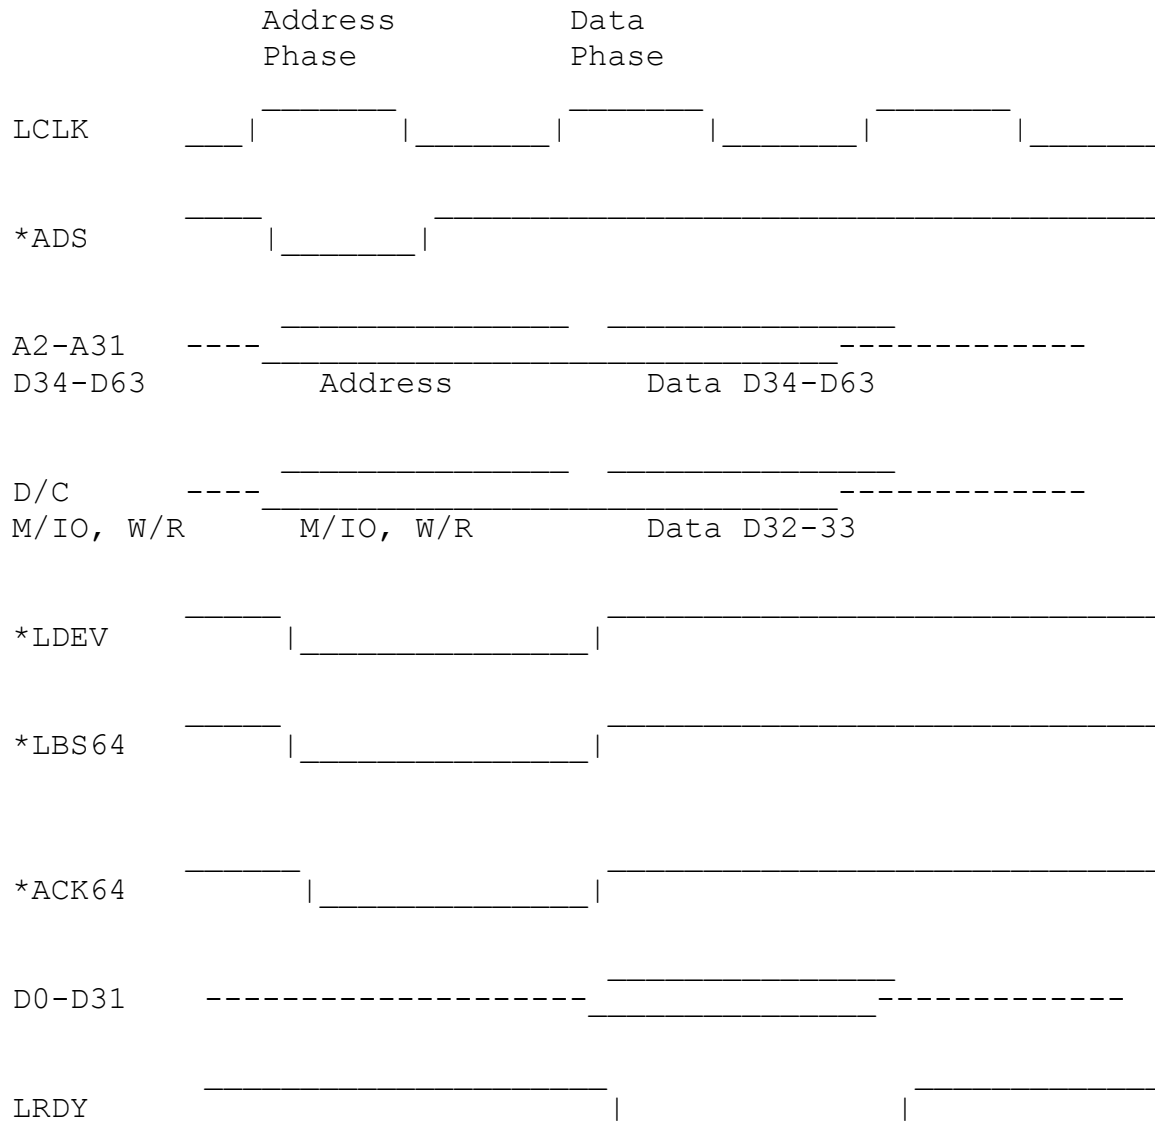 Address Data
Phase Phase
LCLK
*ADS
A2-A31
D34-D63 Address Data D34-D63
D/C
M/IO, W/R M/IO, W/R Data D32-33
*LDEV
*LBS64
*ACK64
D0-D31
LRDY